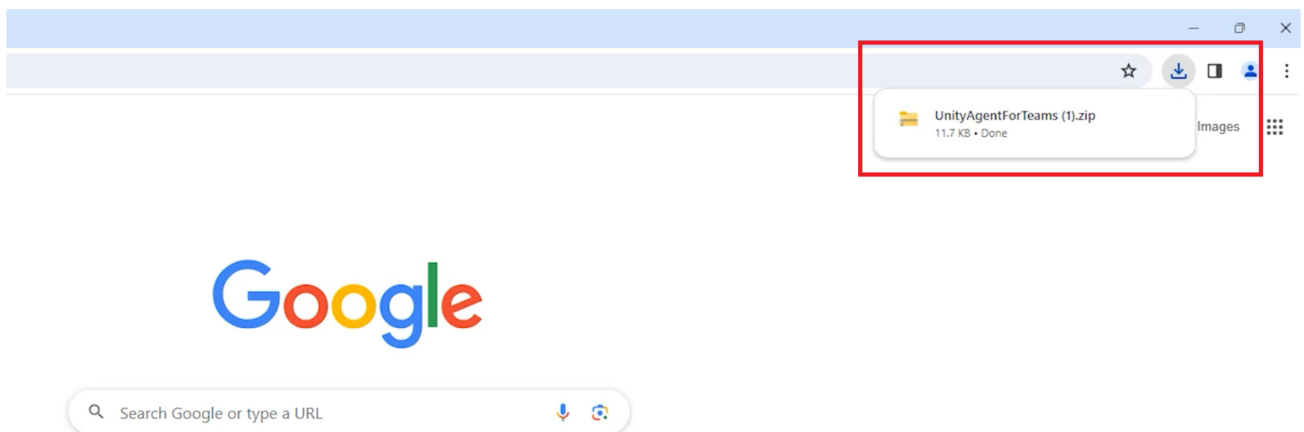 UnityAgentForTeams (1).zip
11.7 KB • Done
Images
Google
Search Google or type a URL